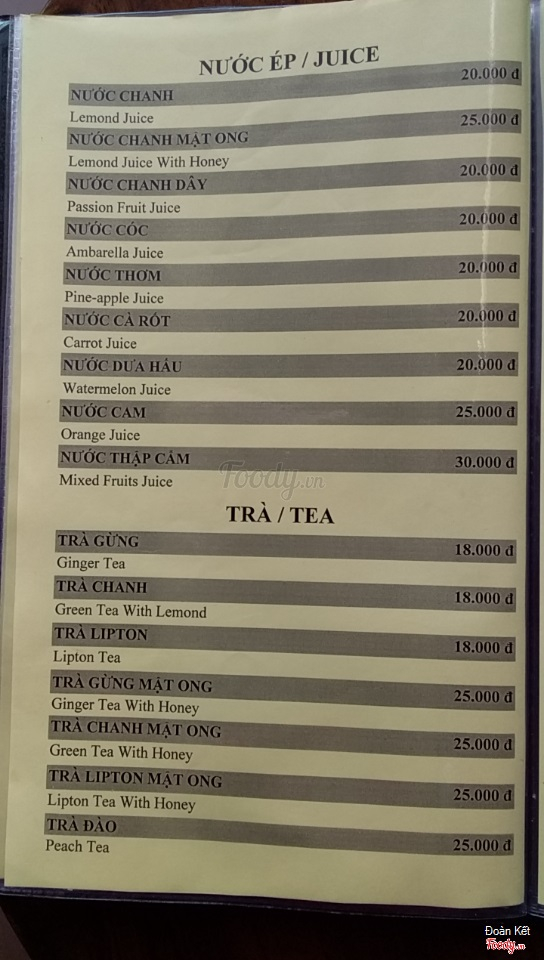 NƯỚC ÉP / JUICE
NƯỚC CHANH 20.000 đ
Lemond Juice
NƯỚC CHANH MẬT ONG 25.000 đ
Lemond Juice With Honey
NƯỚC CHANH DÂY 20.000 đ
Passion Fruit Juice
NƯỚC CÓC 20.000 đ
Ambarella Juice
NƯỚC THƠM 20.000 đ
Pine-apple Juice
NƯỚC CÀ RỐT 20.000 đ
Carrot Juice
NƯỚC DƯA HẤU 20.000 đ
Watermelon Juice
NƯỚC CAM 25.000 đ
Orange Juice
NƯỚC THẬP CẨM 30.000 đ
Mixed Fruits Juice
Foody.vn
TRÀ / TEA
TRÀ GỪNG 18.000 đ
Ginger Tea
TRÀ CHANH 18.000 đ
Green Tea With Lemond
TRÀ LIPTON 18.000 đ
Lipton Tea
TRÀ GỪNG MẬT ONG 25.000 đ
Ginger Tea With Honey
TRÀ CHANH MẬT ONG 25.000 đ
Green Tea With Honey
TRÀ LIPTON MẬT ONG 25.000 đ
Lipton Tea With Honey
TRÀ ĐÀO 25.000 đ
Peach Tea
Đoàn Kết
Foody.vn